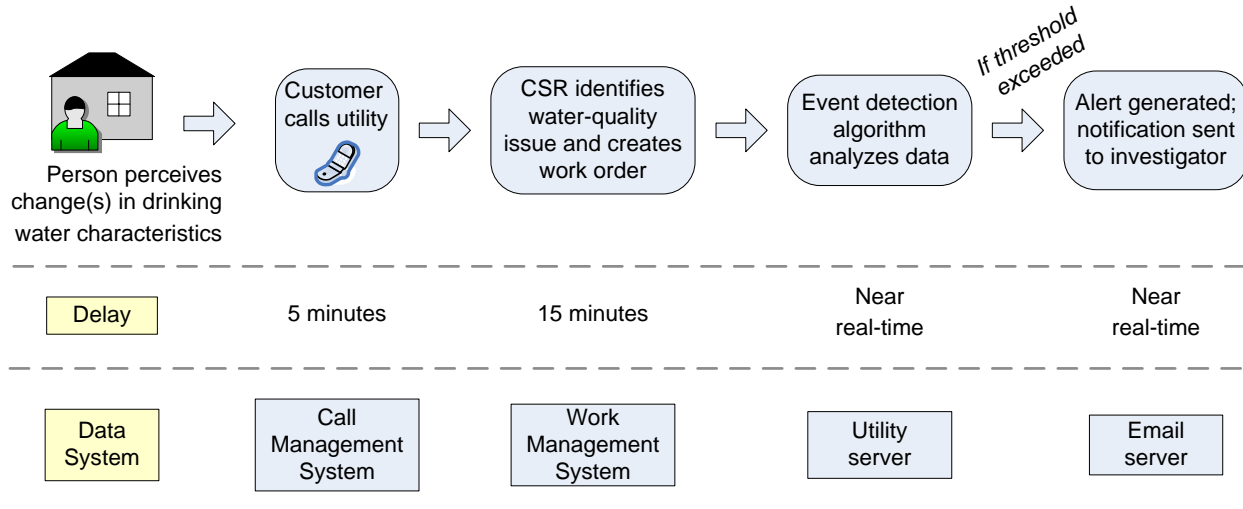 Person perceives
change(s) in drinking
water characteristics
Customer
calls utility
CSR identifies
water-quality
issue and creates
work order
Event detection
algorithm
analyzes data
If threshold
exceeded
Alert generated;
notification sent
to investigator
Delay
5 minutes
15 minutes
Near
real-time
Near
real-time
Data
System
Call
Management
System
Work
Management
System
Utility
server
Email
server